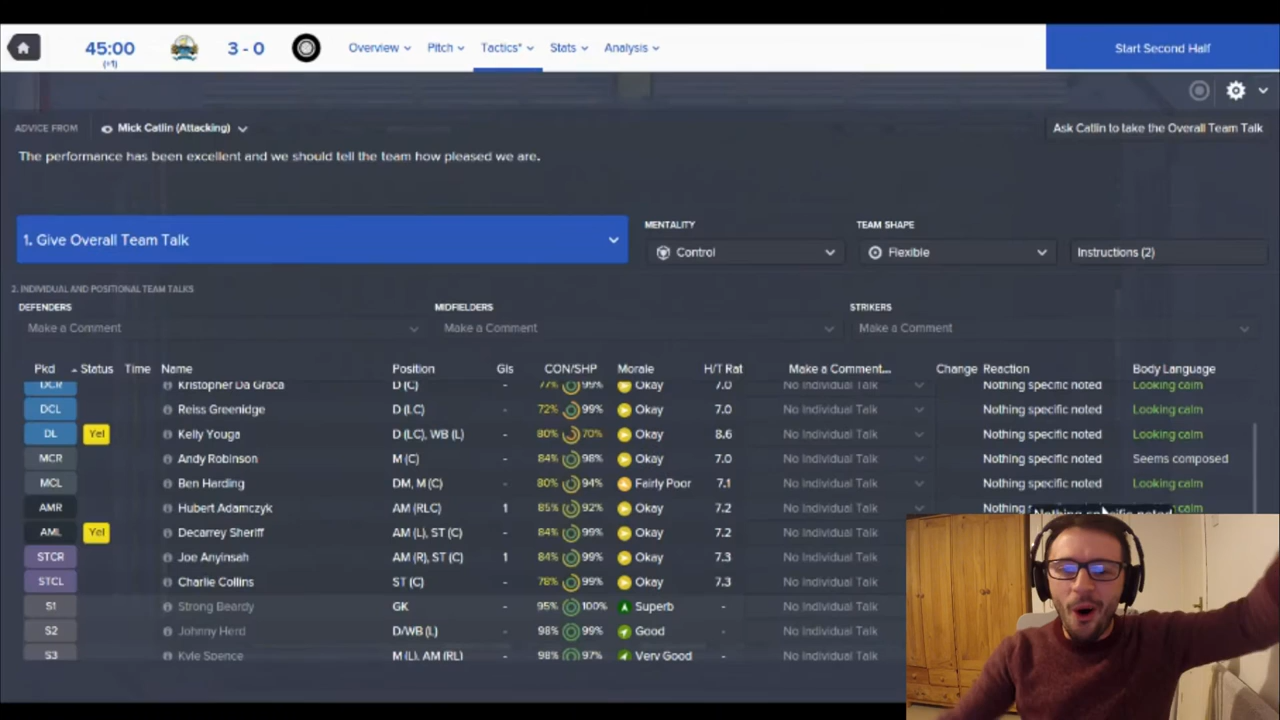 45:00 3 - 0 Overview Pitch Tactics* Stats Analysis Start Second Half
(+1)
ADVICE FROM Mick Catlin (Attacking) Ask Catlin to take the Overall Team Talk
The performance has been excellent and we should tell the team how pleased we are.
MENTALITY TEAM SHAPE
1. Give Overall Team Talk Control Flexible Instructions (2)
2. INDIVIDUAL AND POSITIONAL TEAM TALKS
DEFENDERS MIDFIELDERS STRIKERS
Make a Comment Make a Comment Make a Comment
Pkd Status Time Name Position Gls CON/SHP Morale H/T Rat Make a Comment... Change Reaction Body Language
DCR Kristopher Da Graca D (C) - 77% 99% Okay 7.0 No Individual Talk Nothing specific noted Looking calm
DCL Reiss Greenidge D (LC) - 72% 99% Okay 7.0 No Individual Talk Nothing specific noted Looking calm
DL Yel Kelly Youga D (LC), WB (L) - 80% 70% Okay 8.6 No Individual Talk Nothing specific noted Looking calm
MCR Andy Robinson M (C) - 84% 98% Okay 7.0 No Individual Talk Nothing specific noted Seems composed
MCL Ben Harding DM, M (C) - 80% 94% Fairly Poor 7.1 No Individual Talk Nothing specific noted Looking calm
AMR Hubert Adamczyk AM (RLC) 1 85% 92% Okay 7.2 No Individual Talk Nothing calm
Nothing specific noted
AML Yel Decarrey Sheriff AM (L), ST (C) - 84% 99% Okay 7.2 No Individual Talk
STCR Joe Anyinsah AM (R), ST (C) 1 84% 99% Okay 7.3 No Individual Talk
STCL Charlie Collins ST (C) - 78% 99% Okay 7.3 No Individual Talk
S1 Strong Beardy GK 95% 100% Superb - No Individual Talk
S2 Johnny Herd D/WB (L) - 98% 99% Good - No Individual Talk
S3 Kyle Spence M (L), AM (RL) - 98% 97% Very Good - No Individual Talk